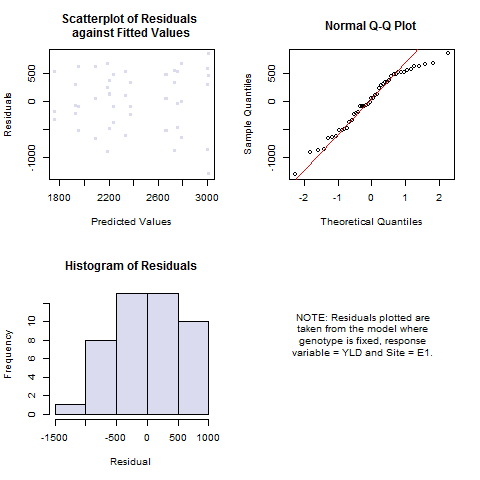 Scatterplot of Residuals
against Fitted Values
Residuals
500
0
-1000
1800
2200
2600
3000
Predicted Values
Normal Q-Q Plot
Sample Quantiles
500
0
-1000
-2
-1
0
1
2
Theoretical Quantiles
Histogram of Residuals
Frequency
10
8
6
4
2
0
-1500
-500
0
500
1000
Residual
NOTE: Residuals plotted are
taken from the model where
genotype is fixed, response
variable = YLD and Site = E1.